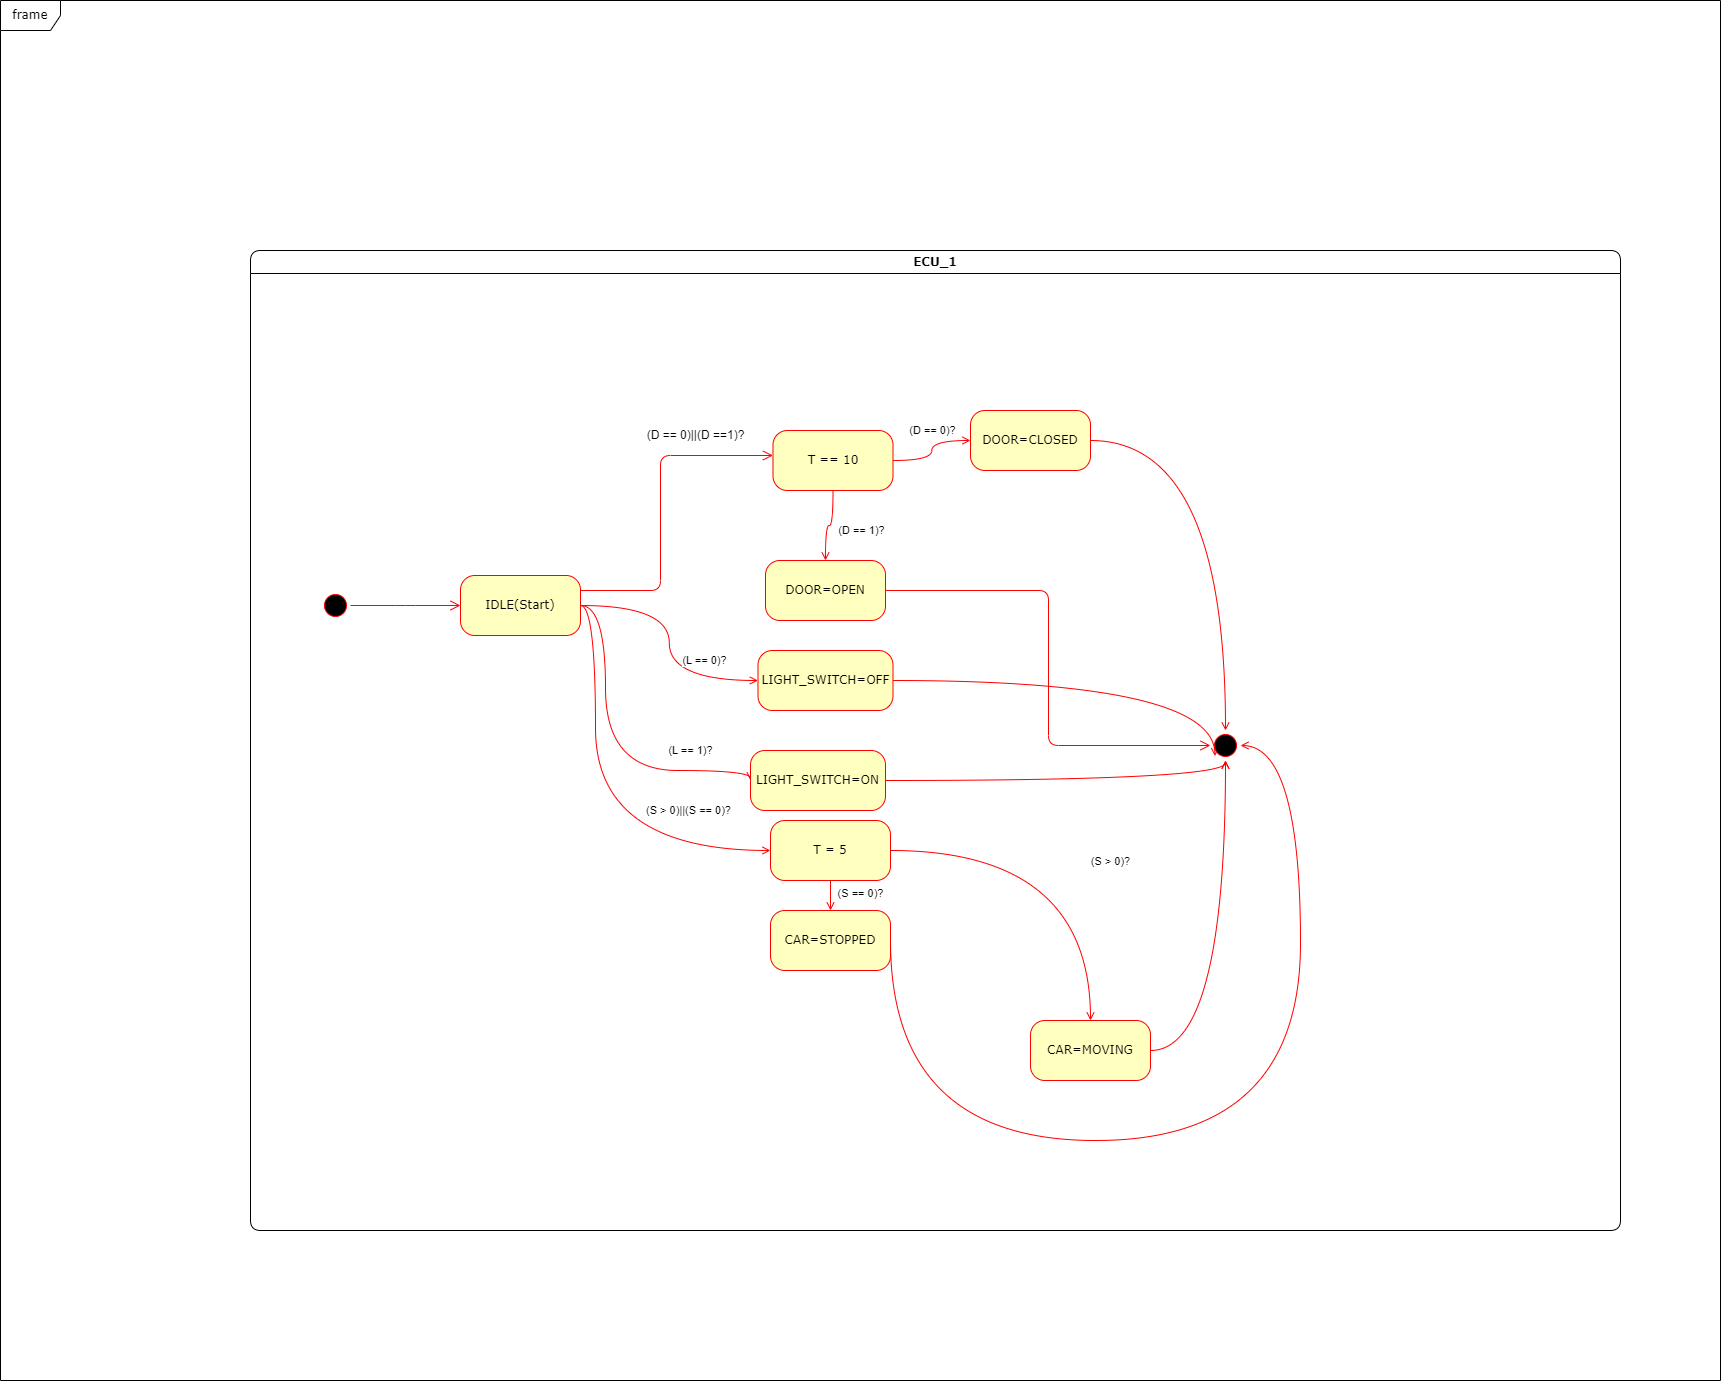 frame
ECU_1
(D == 0)||(D ==1)?
T == 10
(D == 0)?
DOOR=CLOSED
(D == 1)?
DOOR=OPEN
IDLE(Start)
(L == 0)?
LIGHT_SWITCH=OFF
(L == 1)?
LIGHT_SWITCH=ON
(S > 0)||(S == 0)?
T = 5
(S > 0)?
(S == 0)?
CAR=STOPPED
CAR=MOVING